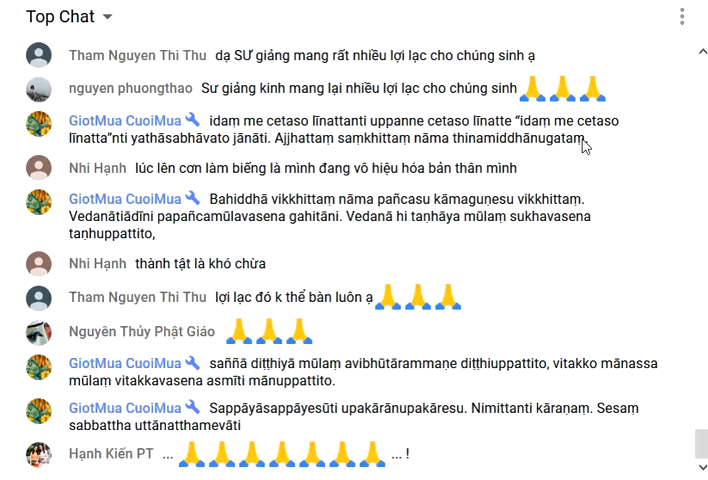 Top Chat
Tham Nguyen Thi Thu dạ SƯ giảng mang rất nhiều lợi lạc cho chúng sinh ạ
nguyen phuongthao Sư giảng kinh mang lại nhiều lợi lạc cho chúng sinh 🙏🙏🙏
GiotMua CuoiMua idaṃ me cetaso līnattanti uppanne cetaso līnatte “idaṃ me cetaso
līnatta”nti yathāsabhāvato jānāti. Ajjhattaṃ saṃkhittaṃ nāma thinamiddhānugataṃ.
Nhi Hạnh lúc lên cơn làm biếng là mình đang vô hiệu hóa bản thân mình
GiotMua CuoiMua Bahiddhā vikkhittaṃ nāma pañcasu kāmaguṇesu vikkhittaṃ.
Vedanātiādīni papañcamūlavasena gahitāni. Vedanā hi taṇhāya mūlaṃ sukhavasena
taṇhuppattito,
Nhi Hạnh thành tật là khó chừa
Tham Nguyen Thi Thu lợi lạc đó k thể bàn luôn ạ 🙏🙏🙏
Nguyên Thủy Phật Giáo 🙏🙏🙏
GiotMua CuoiMua saññā diṭṭhiyā mūlaṃ avibhūtārammaṇe diṭṭhiuppattito, vitakko mānassa
mūlaṃ vitakkavasena asmīti mānuppattito.
GiotMua CuoiMua Sappāyāsappāyesūti upakārānupakāresu. Nimittanti kāraṇaṃ. Sesaṃ
sabbattha uttānatthamevāti
Hạnh Kiến PT ... 🙏🙏🙏🙏🙏🙏🙏 ... !